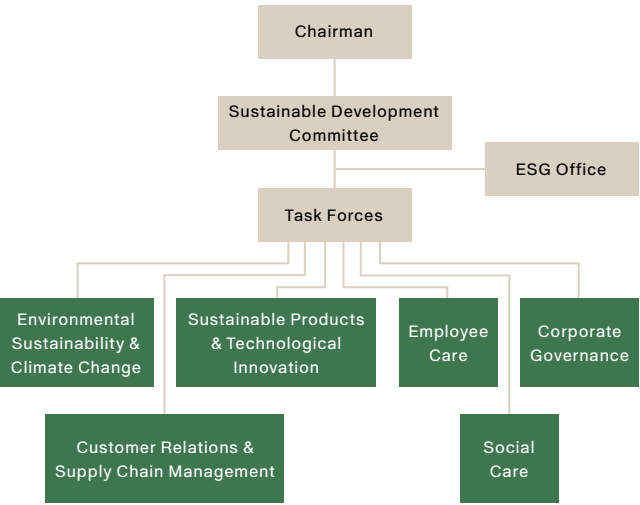 Chairman
Sustainable Development
Committee
ESG Office
Task Forces
Environmental
Sustainability &
Climate Change
Sustainable Products
& Technological
Innovation
Employee
Care
Corporate
Governance
Customer Relations &
Supply Chain Management
Social
Care